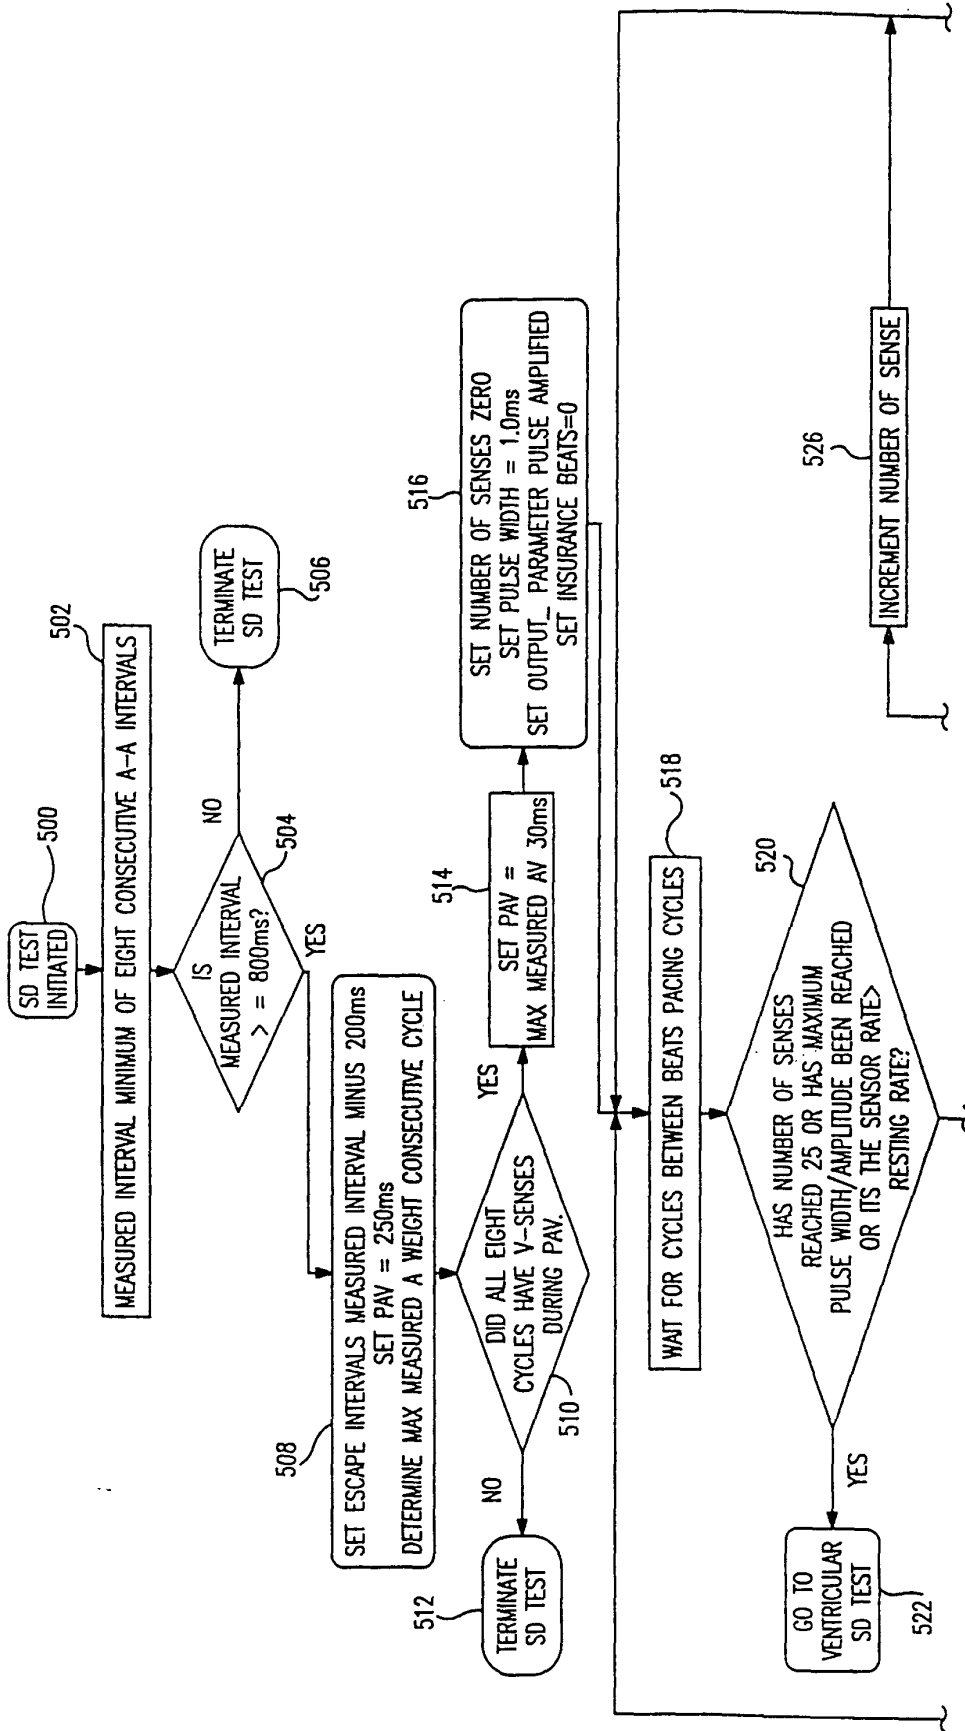 SD TEST
INITIATED
500
502
MEASURED INTERVAL MINIMUM OF EIGHT CONSECUTIVE A-A INTERVALS
IS
MEASURED INTERVAL
> = 800ms?
504
NO
TERMINATE
SD TEST
506
YES
508
SET ESCAPE INTERVALS MEASURED INTERVAL MINUS 200ms
SET PAV = 250ms
DETERMINE MAX MEASURED A WEIGHT CONSECUTIVE CYCLE
DID ALL EIGHT
CYCLES HAVE V-SENSES
DURING PAV.
510
NO
512
TERMINATE
SD TEST
YES
514
SET PAV =
MAX MEASURED AV 30ms
516
SET NUMBER OF SENSES ZERO
SET PULSE WIDTH = 1.0ms
SET OUTPUT_ PARAMETER PULSE AMPLIFIED
SET INSURANCE BEATS=0
518
WAIT FOR CYCLES BETWEEN BEATS PACING CYCLES
520
HAS NUMBER OF SENSES
REACHED 25 OR HAS MAXIMUM
PULSE WIDTH/AMPLITUDE BEEN REACHED
OR ITS THE SENSOR RATE>
RESTING RATE?
YES
GO TO
VENTRICULAR
SD TEST
522
526
INCREMENT NUMBER OF SENSE